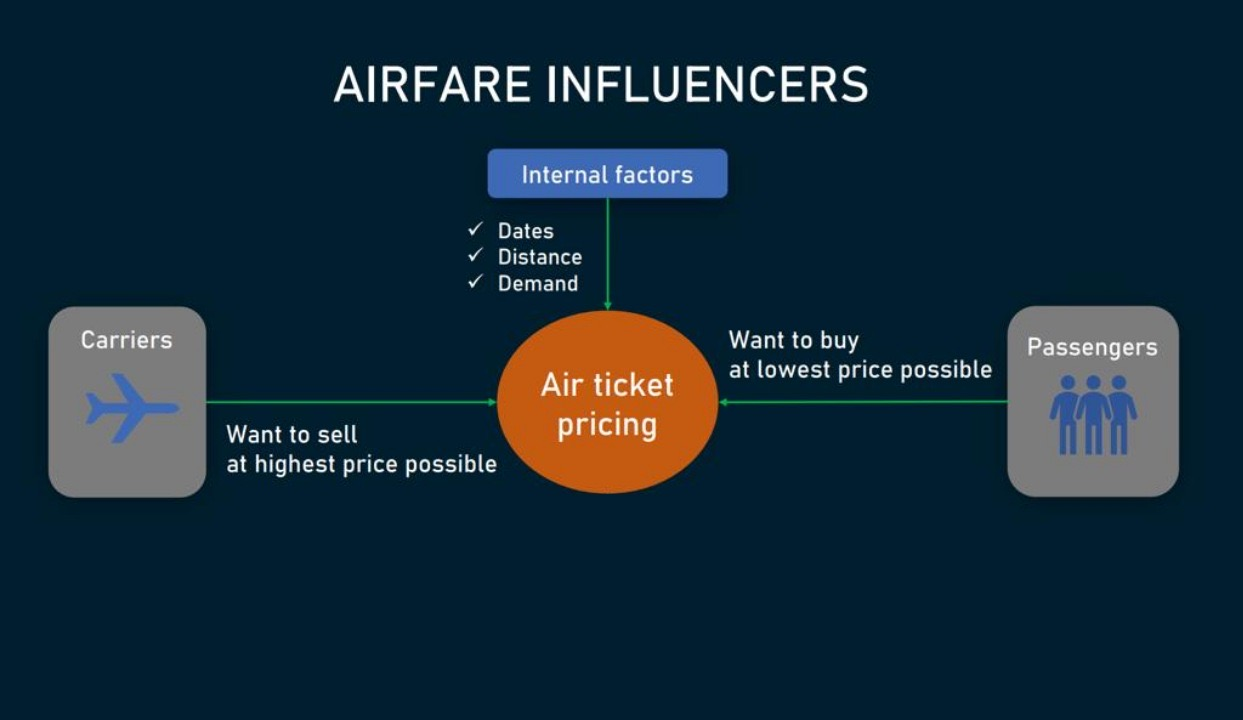 AIRFARE INFLUENCERS
Internal factors
✓ Dates
✓ Distance
✓ Demand
Carriers
Want to sell
at highest price possible
Air ticket
pricing
Want to buy
at lowest price possible
Passengers